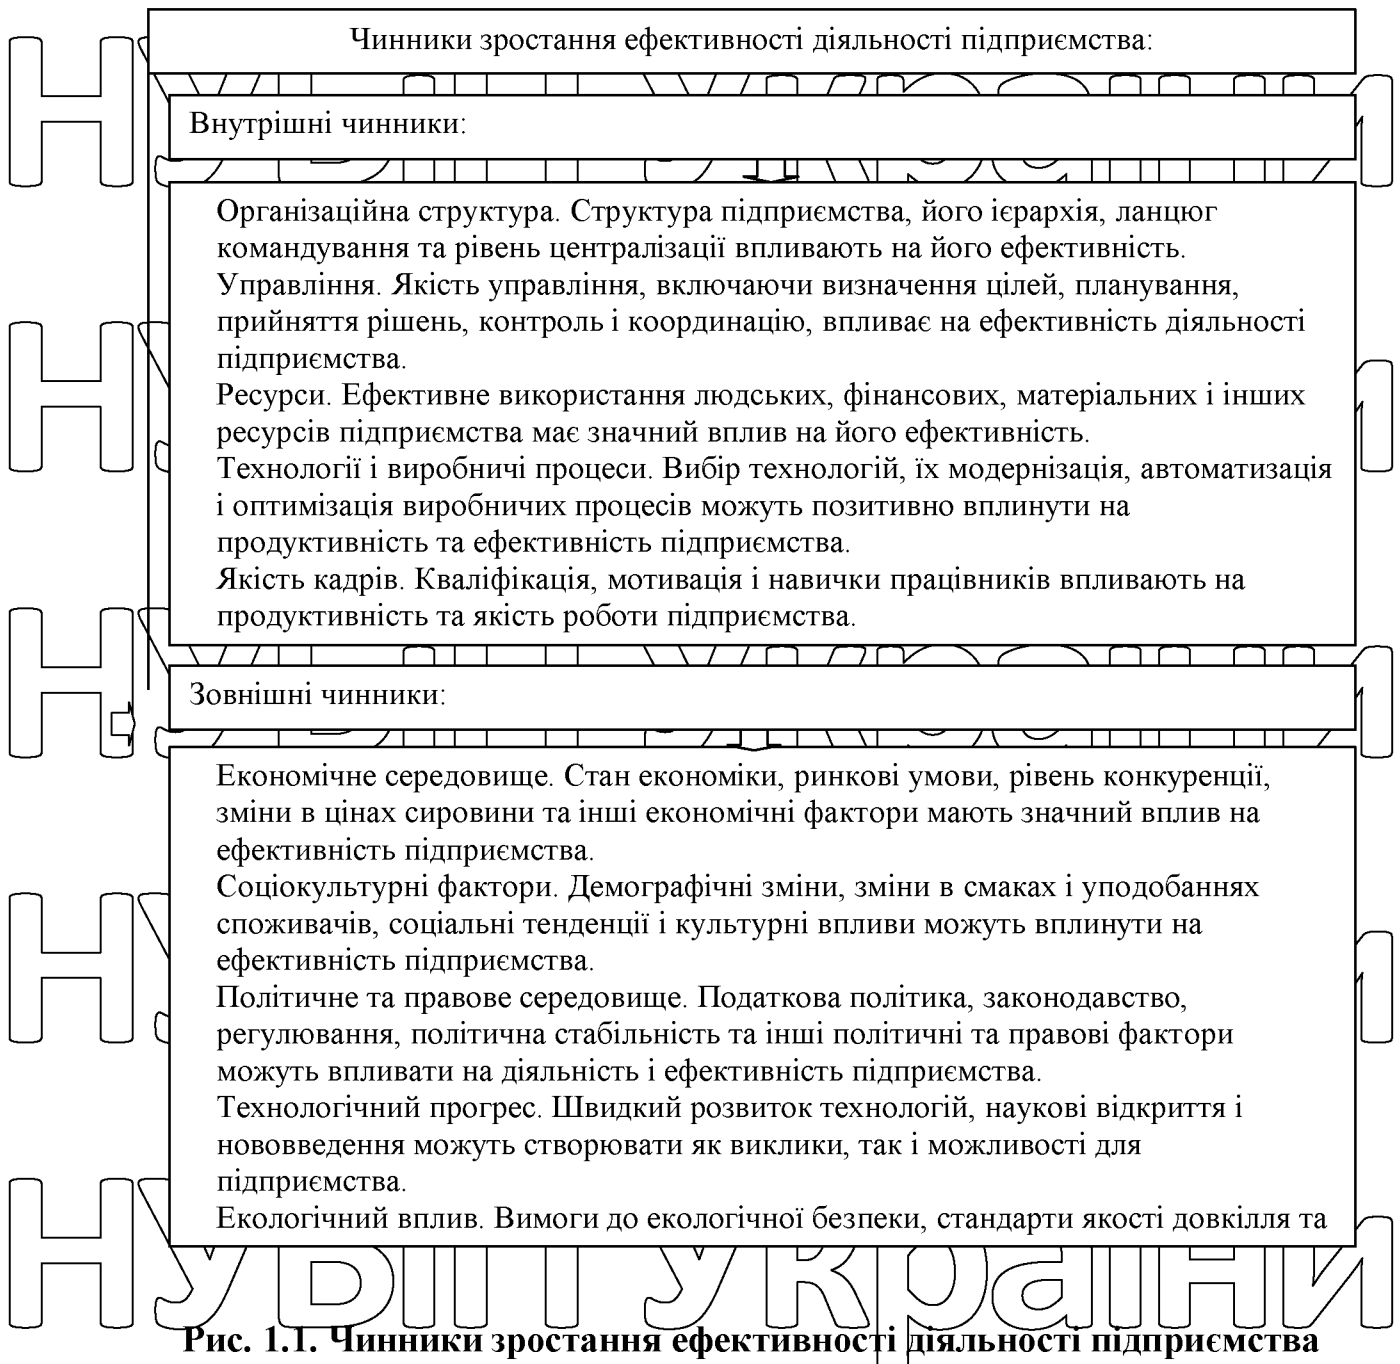 Чинники зростання ефективності діяльності підприємства:
Внутрішні чинники:
Організаційна структура. Структура підприємства, його ієрархія, ланцюг
командування та рівень централізації впливають на його ефективність.
Управління. Якість управління, включаючи визначення цілей, планування,
прийняття рішень, контроль і координацію, впливає на ефективність діяльності
підприємства.
Ресурси. Ефективне використання людських, фінансових, матеріальних і інших
ресурсів підприємства має значний вплив на його ефективність.
Технології і виробничі процеси. Вибір технологій, їх модернізація, автоматизація
і оптимізація виробничих процесів можуть позитивно вплинути на
продуктивність та ефективність підприємства.
Якість кадрів. Кваліфікація, мотивація і навички працівників впливають на
продуктивність та якість роботи підприємства.
Зовнішні чинники:
Економічне середовище. Стан економіки, ринкові умови, рівень конкуренції,
зміни в цінах сировини та інші економічні фактори мають значний вплив на
ефективність підприємства.
Соціокультурні фактори. Демографічні зміни, зміни в смаках і уподобаннях
споживачів, соціальні тенденції і культурні впливи можуть вплинути на
ефективність підприємства.
Політичне та правове середовище. Податкова політика, законодавство,
регулювання, політична стабільність та інші політичні та правові фактори
можуть впливати на діяльність і ефективність підприємства.
Технологічний прогрес. Швидкий розвиток технологій, наукові відкриття і
нововведення можуть створювати як виклики, так і можливості для
підприємства.
Екологічний вплив. Вимоги до екологічної безпеки, стандарти якості довкілля та
НУБіП України
Рис. 1.1. Чинники зростання ефективності діяльності підприємства